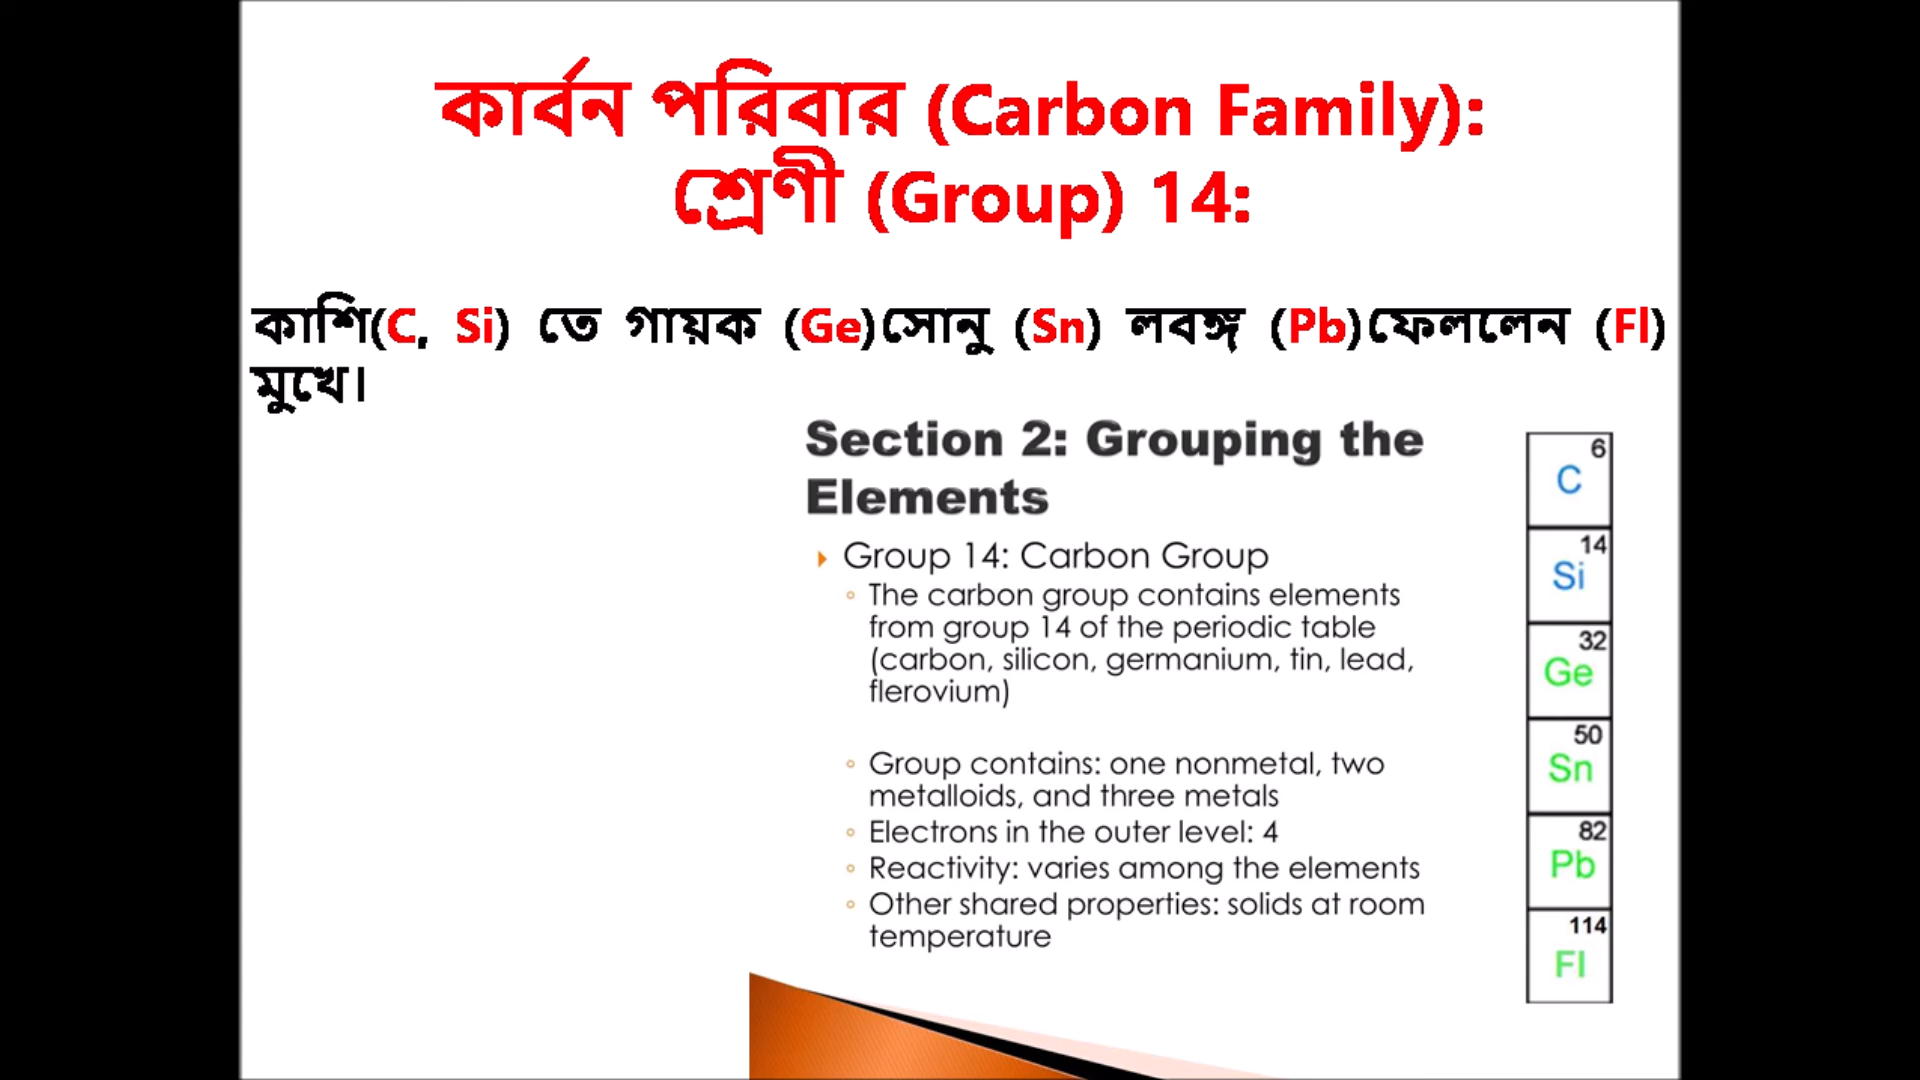 কার্বন পরিবার (Carbon Family):
শ্রেণী (Group) 14:
কাশি(C, Si) তে গায়ক (Ge)সোনু (Sn) লবঙ্গ (Pb)ফেললেন (Fl)
মুখে।
Section 2: Grouping the
Elements
Group 14: Carbon Group
The carbon group contains elements
from group 14 of the periodic table
(carbon, silicon, germanium, tin, lead,
flerovium)
Group contains: one nonmetal, two
metalloids, and three metals
Electrons in the outer level: 4
Reactivity: varies among the elements
Other shared properties: solids at room
temperature
6
C
14
Si
32
Ge
50
Sn
82
Pb
114
Fl